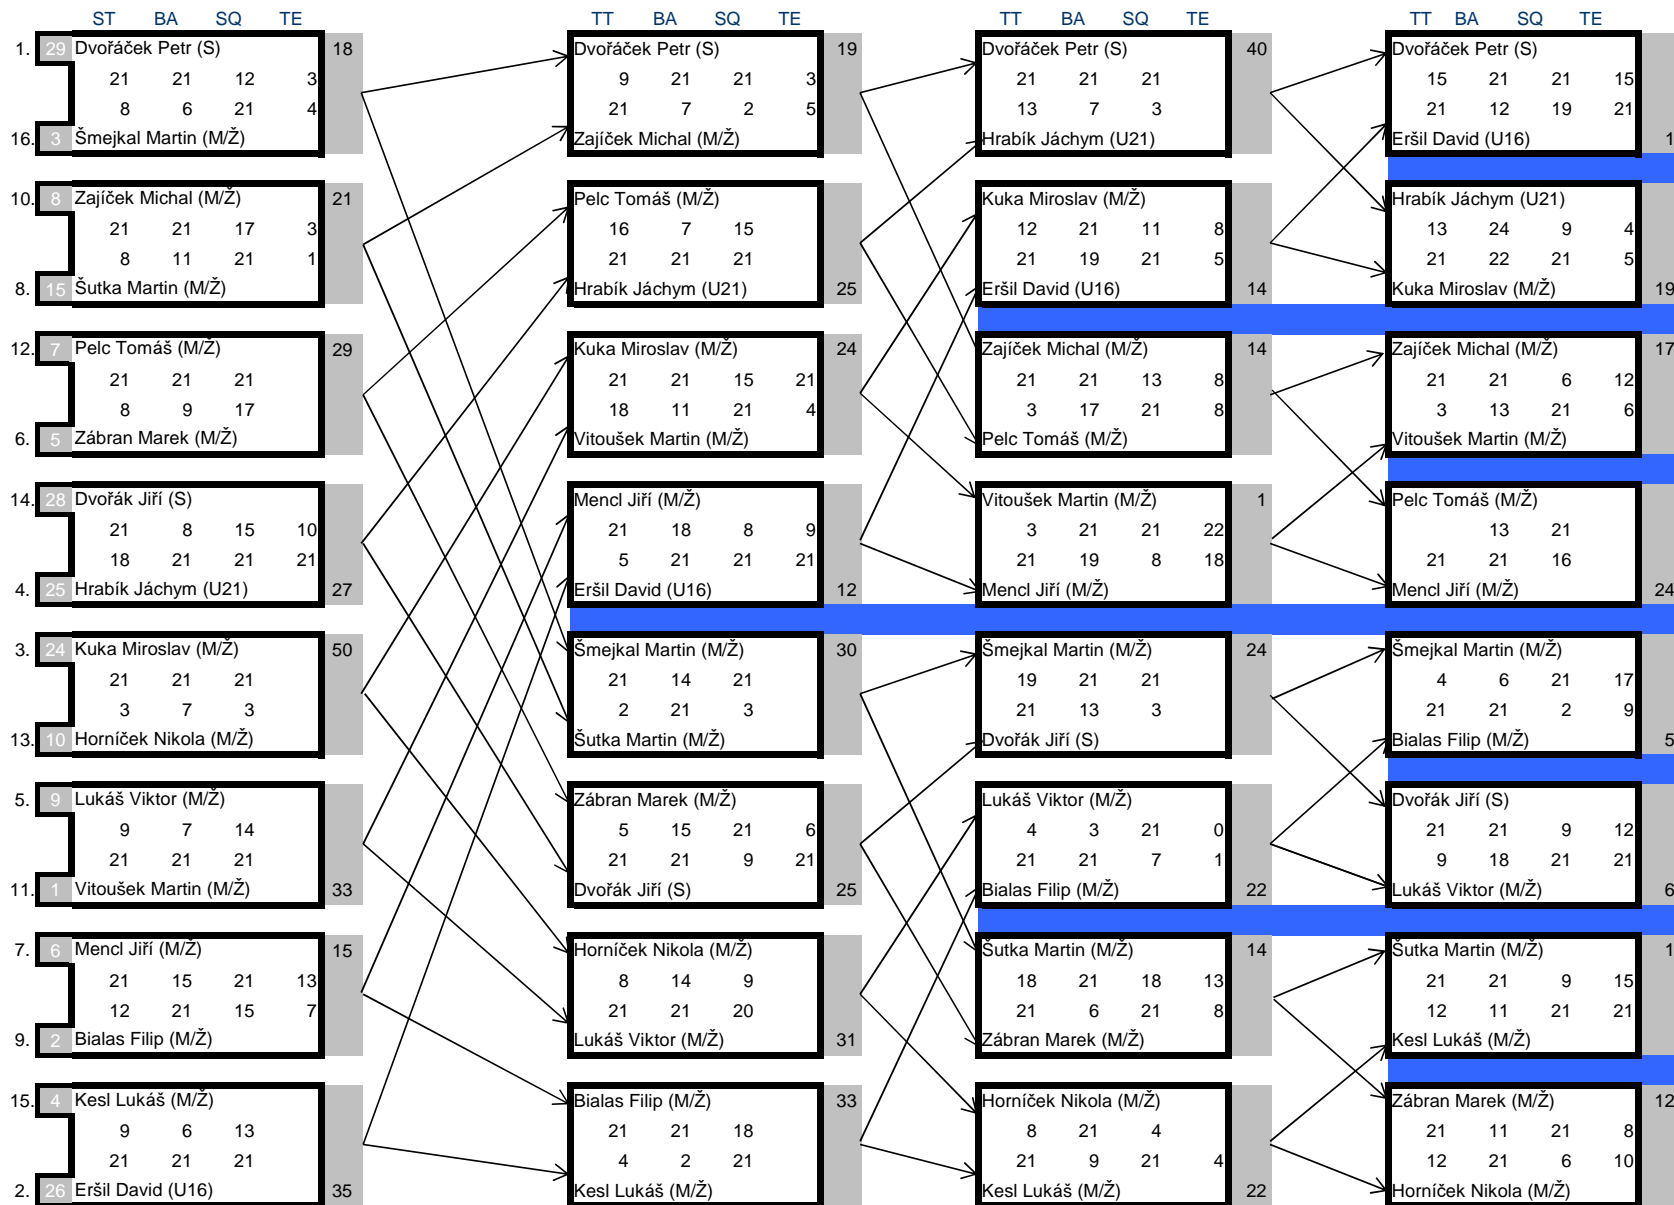 ST BA SQ TE TT BA SQ TE TT BA SQ TE TT BA SQ TE
1. 29 Dvořáček Petr (S) 18 Dvořáček Petr (S) 19 Dvořáček Petr (S) 40 Dvořáček Petr (S)
21 21 12 3 9 21 21 3 21 21 21 15 21 21 15
8 6 21 4 21 7 2 5 13 7 3 21 12 19 21
16. 3 Šmejkal Martin (M/Ž) Zajíček Michal (M/Ž) Hrabík Jáchym (U21) Eršil David (U16) 1
10. 8 Zajíček Michal (M/Ž) 21 Pelc Tomáš (M/Ž) Kuka Miroslav (M/Ž) Hrabík Jáchym (U21)
21 21 17 3 16 7 15 12 21 11 8 13 24 9 4
8 11 21 1 21 21 21 21 19 21 5 21 22 21 5
8. 15 Šutka Martin (M/Ž) Hrabík Jáchym (U21) 25 Eršil David (U16) 14 Kuka Miroslav (M/Ž) 19
12. 7 Pelc Tomáš (M/Ž) 29 Kuka Miroslav (M/Ž) 24 Zajíček Michal (M/Ž) 14 Zajíček Michal (M/Ž) 17
21 21 21 21 21 15 21 21 21 13 8 21 21 6 12
8 9 17 18 11 21 4 3 17 21 8 3 13 21 6
6. 5 Zábran Marek (M/Ž) Vitoušek Martin (M/Ž) Pelc Tomáš (M/Ž) Vitoušek Martin (M/Ž)
14. 28 Dvořák Jiří (S) Mencl Jiří (M/Ž) Vitoušek Martin (M/Ž) 1 Pelc Tomáš (M/Ž)
21 8 15 10 21 18 8 9 3 21 21 22 13 21
18 21 21 21 5 21 21 21 21 19 8 18 21 21 16
4. 25 Hrabík Jáchym (U21) 27 Eršil David (U16) 12 Mencl Jiří (M/Ž) Mencl Jiří (M/Ž) 24
3. 24 Kuka Miroslav (M/Ž) 50 Šmejkal Martin (M/Ž) 30 Šmejkal Martin (M/Ž) 24 Šmejkal Martin (M/Ž)
21 21 21 21 14 21 19 21 21 4 6 21 17
3 7 3 2 21 3 21 13 3 21 21 2 9
13. 10 Horníček Nikola (M/Ž) Šutka Martin (M/Ž) Dvořák Jiří (S) Bialas Filip (M/Ž) 5
5. 9 Lukáš Viktor (M/Ž) Zábran Marek (M/Ž) Lukáš Viktor (M/Ž) Dvořák Jiří (S)
9 7 14 5 15 21 6 4 3 21 0 21 21 9 12
21 21 21 21 21 9 21 21 21 7 1 9 18 21 21
11. 1 Vitoušek Martin (M/Ž) 33 Dvořák Jiří (S) 25 Bialas Filip (M/Ž) 22 Lukáš Viktor (M/Ž) 6
7. 6 Mencl Jiří (M/Ž) 15 Horníček Nikola (M/Ž) Šutka Martin (M/Ž) 14 Šutka Martin (M/Ž) 1
21 15 21 13 8 14 9 18 21 18 13 21 21 9 15
12 21 15 7 21 21 20 21 6 21 8 12 11 21 21
9. 2 Bialas Filip (M/Ž) Lukáš Viktor (M/Ž) 31 Zábran Marek (M/Ž) Kesl Lukáš (M/Ž)
15. 4 Kesl Lukáš (M/Ž) Bialas Filip (M/Ž) 33 Horníček Nikola (M/Ž) Zábran Marek (M/Ž) 12
9 6 13 21 21 18 8 21 4 21 11 21 8
21 21 21 4 2 21 21 9 21 4 12 21 6 10
2. 26 Eršil David (U16) 35 Kesl Lukáš (M/Ž) Kesl Lukáš (M/Ž) 22 Horníček Nikola (M/Ž)